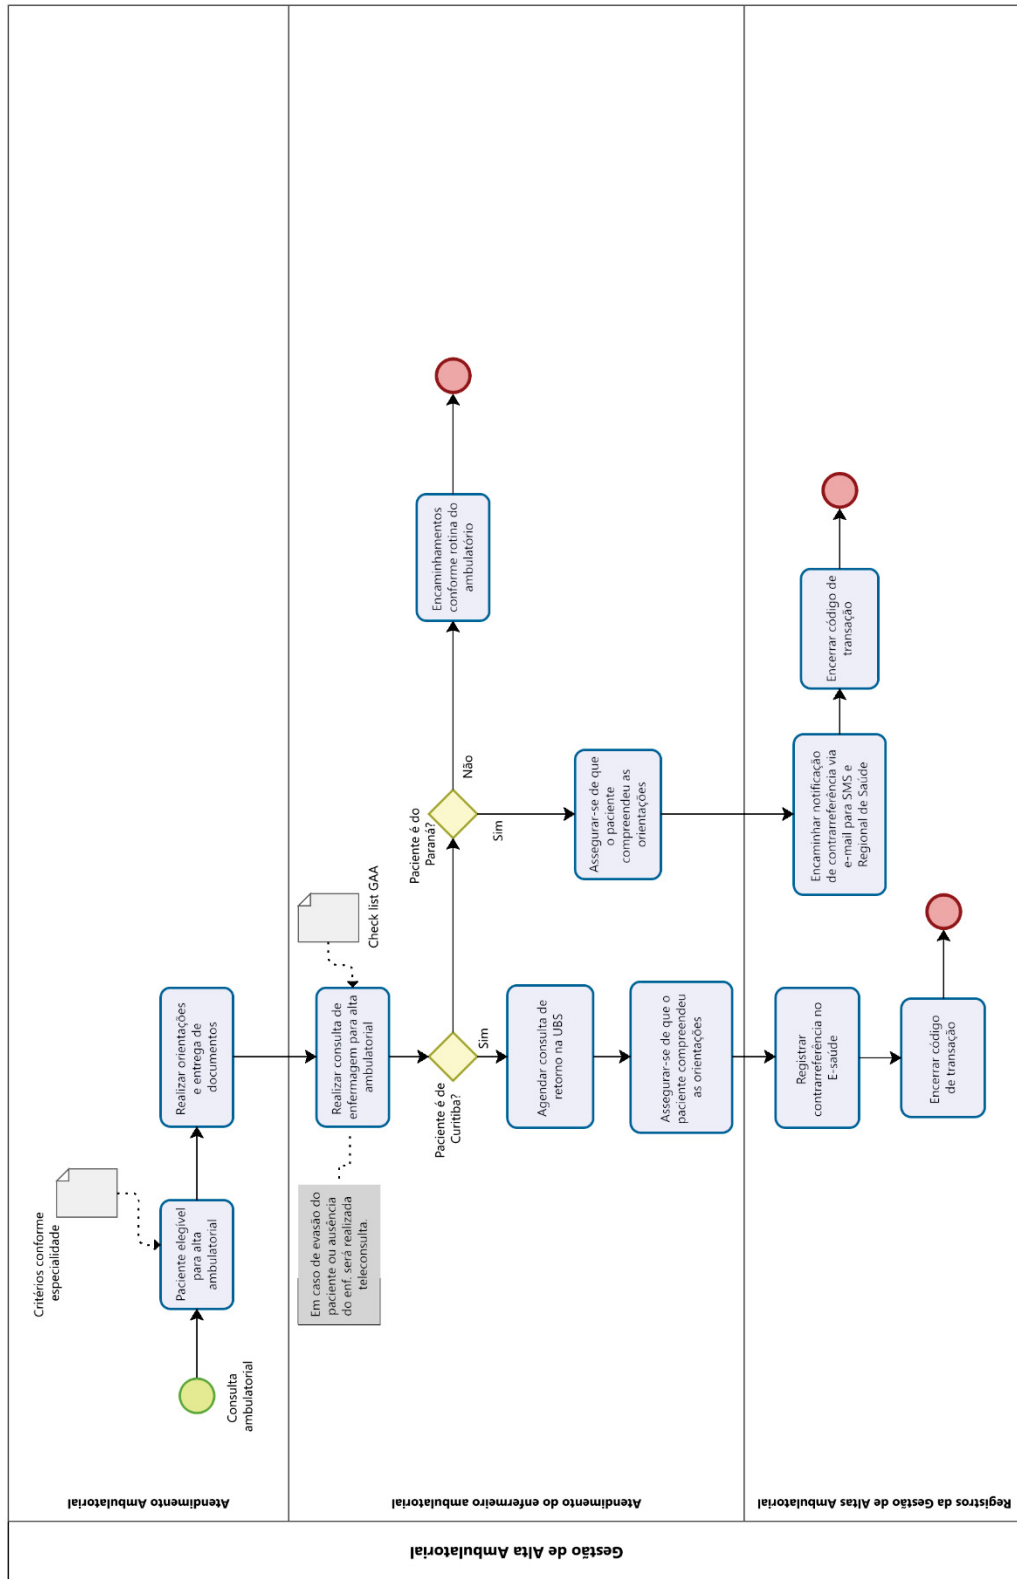 Gestão de Alta Ambulatorial
Atendimento Ambulatorial
Consulta
ambulatorial
Critérios conforme
especialidade
Paciente elegível
para alta
ambulatorial
Realizar orientações
e entrega de
documentos
Atendimento do enfermeiro ambulatorial
Em caso de evasão do
paciente ou ausência
do enf. será realizada
teleconsulta.
Realizar consulta de
enfermagem para alta
ambulatorial
Check list GAA
Paciente é de
Curitiba?
Sim
Agendar consulta de
retorno na UBS
Assegurar-se de que o
paciente compreendeu
as orientações
Paciente é do
Paraná?
Não
Sim
Encaminhamentos
conforme rotina do
ambulatório
Assegurar-se de que
o paciente
compreendeu as
orientações
Registros da Gestão de Altas Ambulatorial
Registrar
contrarreferência no
E-saúde
Encerrar código
de transação
Encaminhar notificação
de contrarreferência via
e-mail para SMS e
Regional de Saúde
Encerrar código de
transação